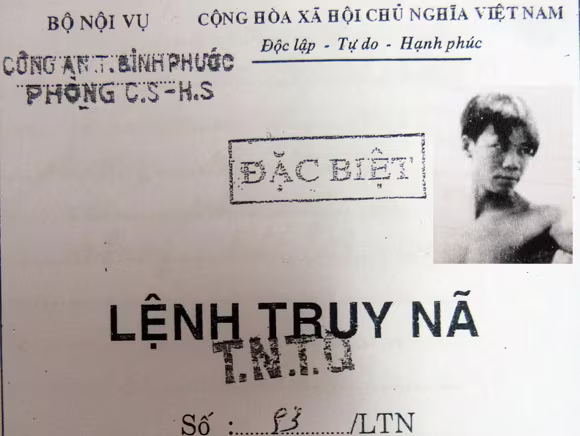 BỘ NỘI VỤ
CỘNG HÒA XÃ HỘI CHỦ NGHĨA VIỆT NAM
Độc lập - Tự do - Hạnh phúc
CÔNG AN.T.BÌNH PHƯỚC
PHÒNG C.S-H.S
ĐẶC BIỆT
LỆNH TRUY NÃ
T.N.T.Q
Số :...93.../LTN